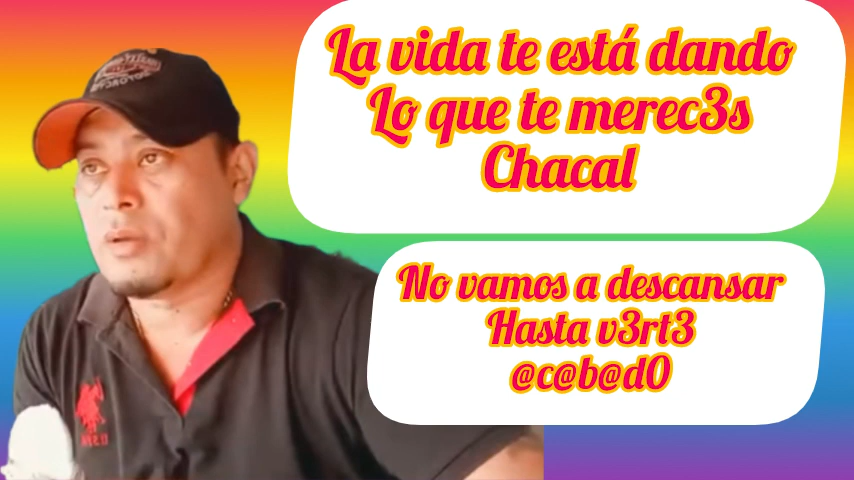 La vida te está dando
Lo que te merec3s
Chacal
No vamos a descansar
Hasta v3rt3
@c@b@d0